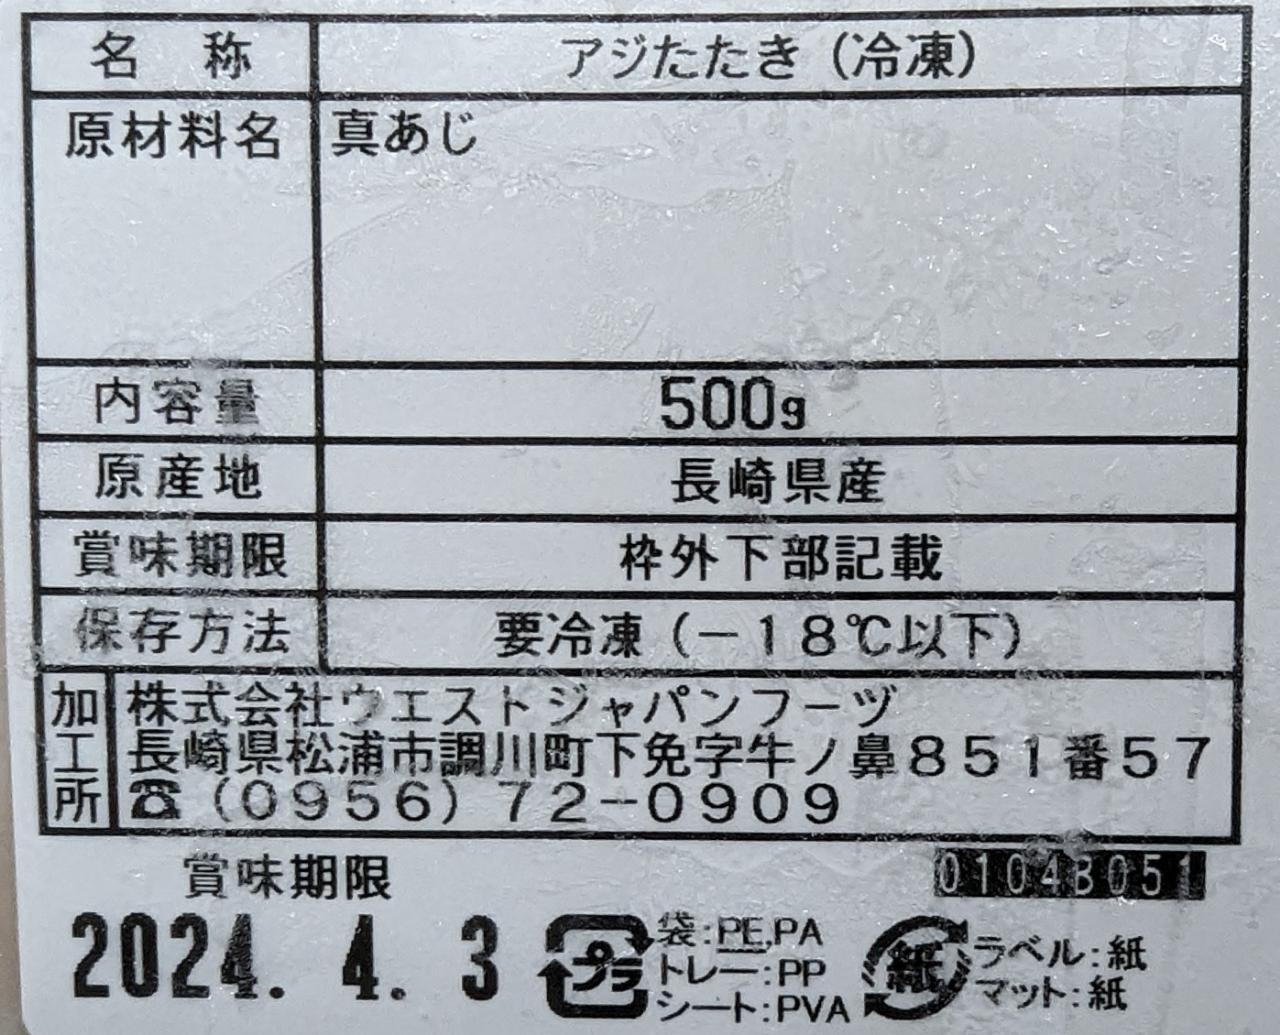 名称 アジたたき（冷凍）
原材料名 真あじ
内容量 500g
原産地 長崎県産
賞味期限 枠外下部記載
保存方法 要冷凍（－１８℃以下）
加工所
株式会社ウエストジャパンフーヅ
長崎県松浦市調川町下免字牛ノ鼻８５１番５７
☎（０９５６）７２－０９０９
賞味期限
01043051
2024. 4. 3
プラ
袋:PE,PA
トレー:PP
シート:PVA
紙
ラベル:紙
マット:紙